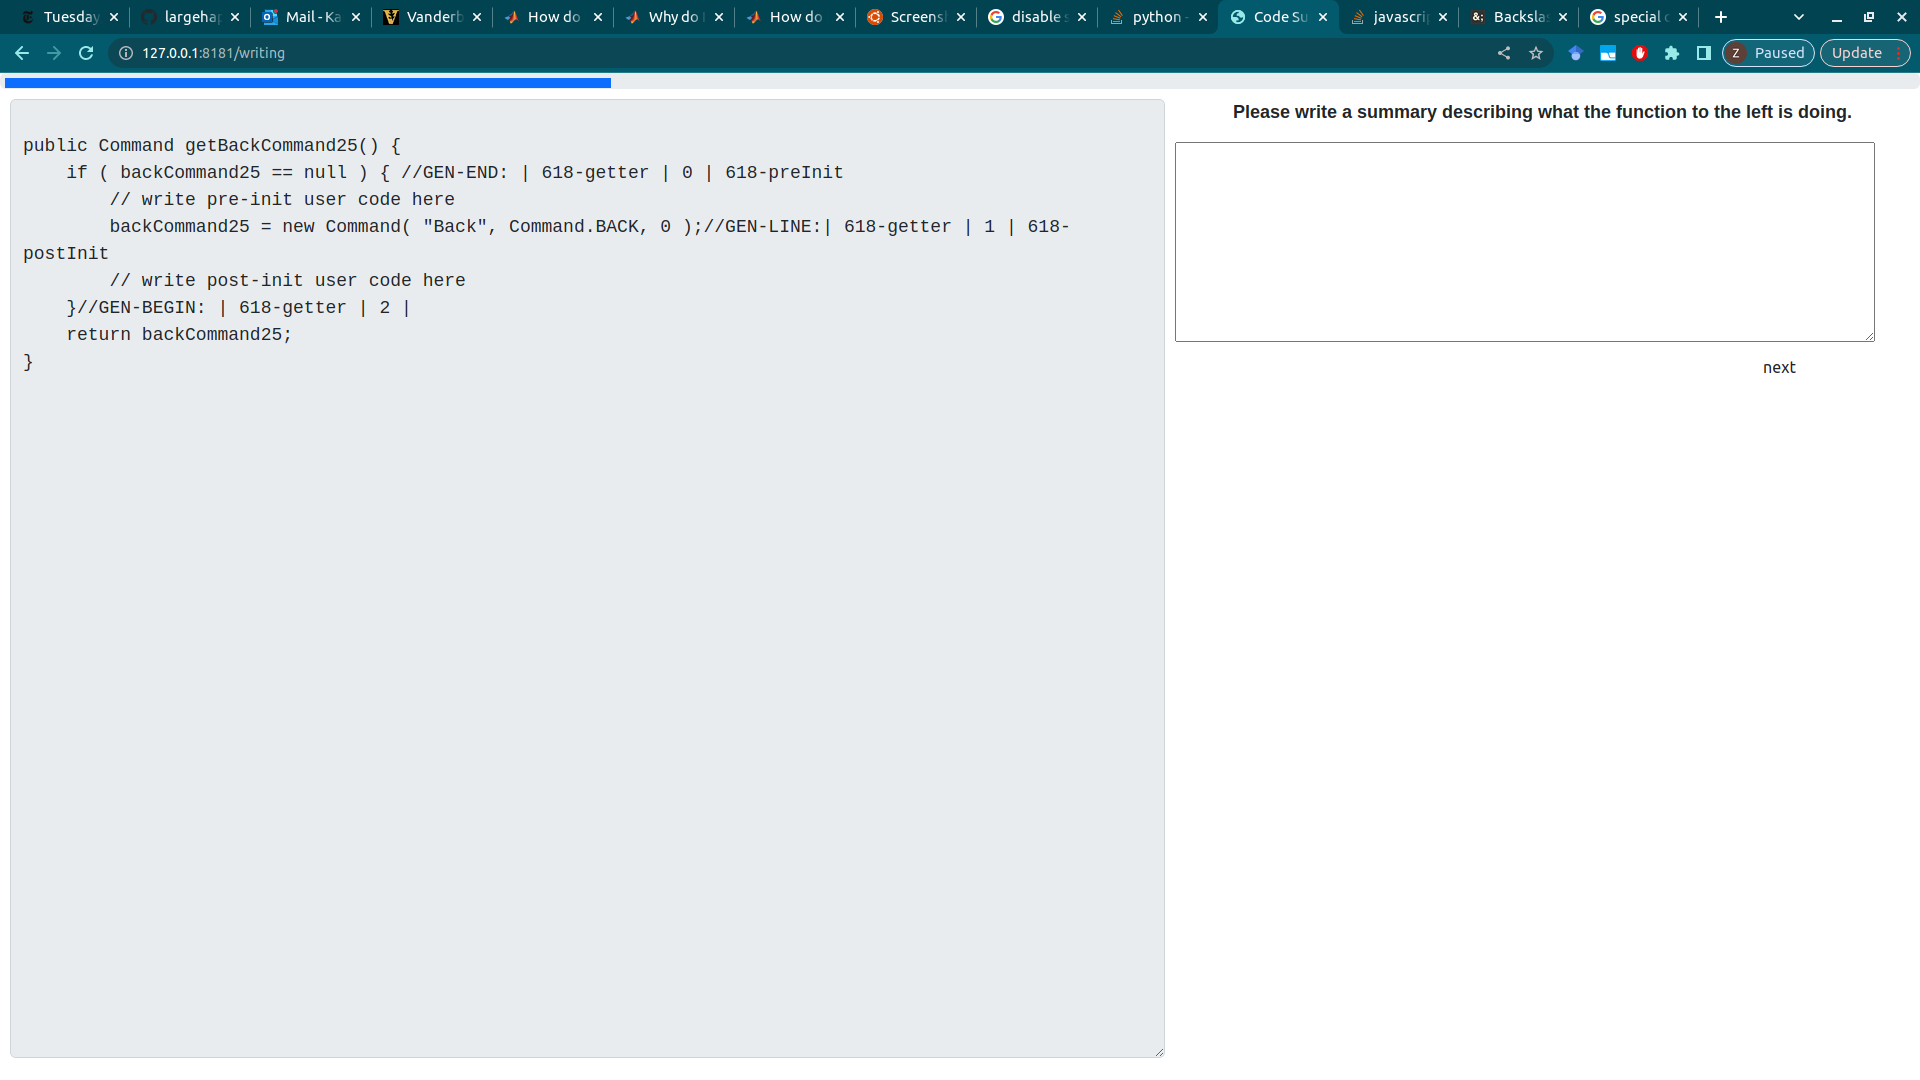 Tuesday
largehap
Mail - Ka
Vanderb
How do
Why do
How do
Screens
disable s
python -
Code Su
javascrip
Backslas
special c
127.0.0.1:8181/writing
Z Paused
Update
public Command getBackCommand25() {
    if ( backCommand25 == null ) { //GEN-END: | 618-getter | 0 | 618-preInit
        // write pre-init user code here
        backCommand25 = new Command( "Back", Command.BACK, 0 );//GEN-LINE:| 618-getter | 1 | 618-
postInit
        // write post-init user code here
    }//GEN-BEGIN: | 618-getter | 2 |
    return backCommand25;
}
Please write a summary describing what the function to the left is doing.
next